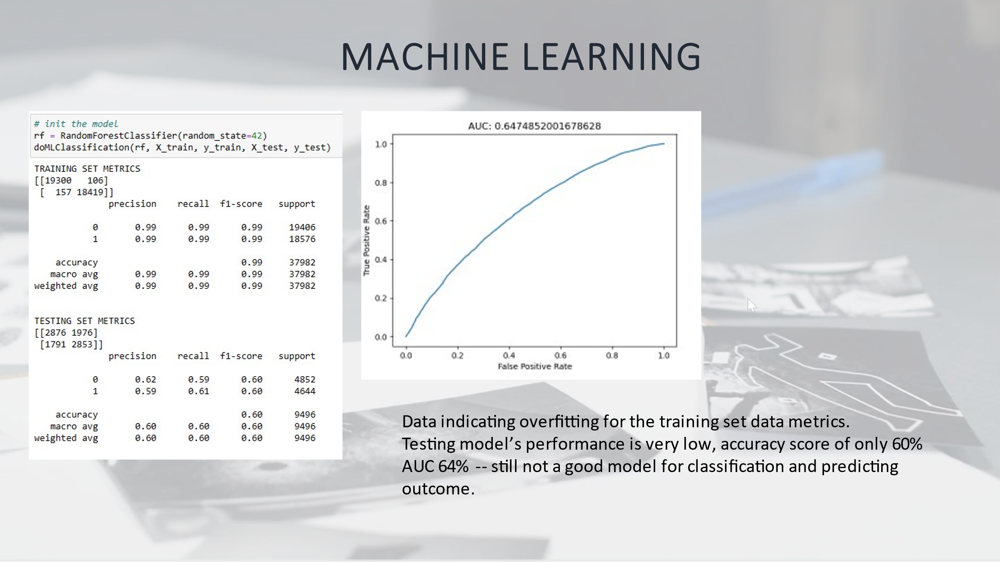 MACHINE LEARNING
# init the model
rf = RandomForestClassifier(random_state=42)
doMLClassification(rf, X_train, y_train, X_test, y_test)
TRAINING SET METRICS
[[19300   106]
 [  157 18419]]
              precision    recall  f1-score   support
           0       0.99      0.99      0.99     19406
           1       0.99      0.99      0.99     18576
    accuracy                           0.99     37982
   macro avg       0.99      0.99      0.99     37982
weighted avg       0.99      0.99      0.99     37982
TESTING SET METRICS
[[2876 1976]
 [1791 2853]]
              precision    recall  f1-score   support
           0       0.62      0.59      0.60      4852
           1       0.59      0.61      0.60      4644
    accuracy                           0.60      9496
   macro avg       0.60      0.60      0.60      9496
weighted avg       0.60      0.60      0.60      9496
AUC: 0.6474852001678628
1.0
0.8
0.6
0.4
0.2
0.0
True Positive Rate
0.0 0.2 0.4 0.6 0.8 1.0
False Positive Rate
Data indicating overfitting for the training set data metrics.
Testing model’s performance is very low, accuracy score of only 60%
AUC 64% -- still not a good model for classification and predicting
outcome.